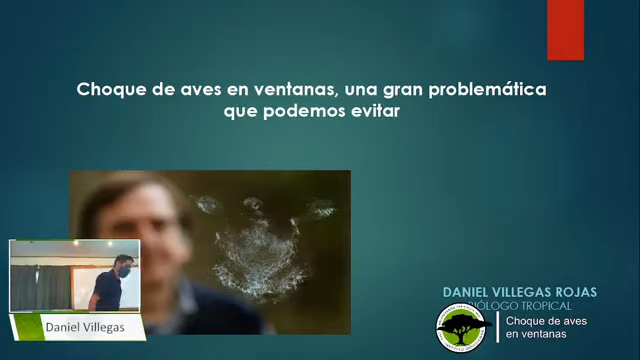 Choque de aves en ventanas, una gran problemática
que podemos evitar
DANIEL VILLEGAS ROJAS
BIÓLOGO TROPICAL
Choque de aves
en ventanas
Daniel Villegas